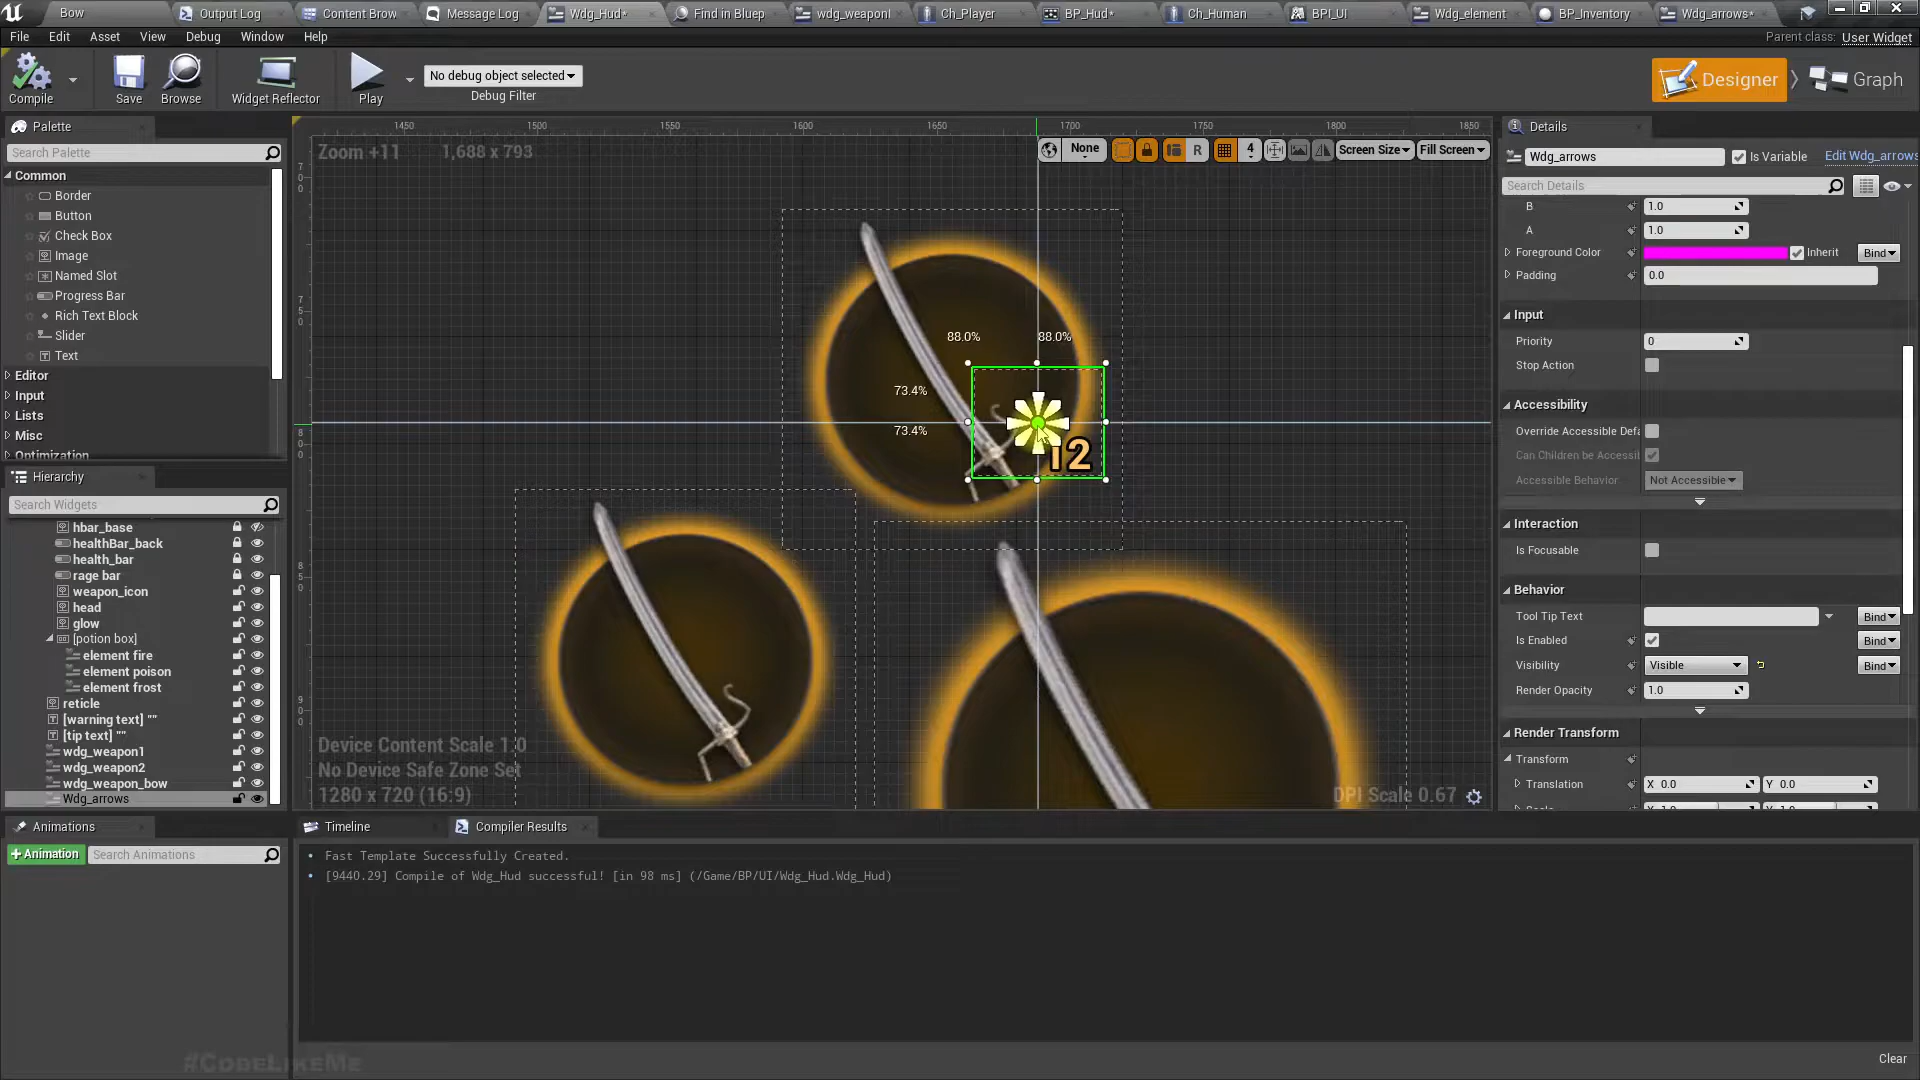 Bow
Output Log
Content Brow
Message Log
Wdg_Hud*
Find in Bluep
wdg_weaponI
Ch_Player
BP_Hud*
Ch_Human
BPI_UI
Wdg_element
BP_Inventory
Wdg_arrows*
File
Edit
Asset
View
Debug
Window
Help
Parent class:
User Widget
Compile
Save
Browse
Widget Reflector
Play
No debug object selected
Debug Filter
Designer
Graph
Palette
Search Palette
Common
Border
Button
Check Box
Image
Named Slot
Progress Bar
Rich Text Block
Slider
Text
Editor
Input
Lists
Misc
Optimization
Hierarchy
Search Widgets
hbar_base
healthBar_back
health_bar
rage bar
weapon_icon
head
glow
[potion box]
element fire
element poison
element frost
reticle
[warning text] ""
[tip text] ""
wdg_weapon1
wdg_weapon2
wdg_weapon_bow
Wdg_arrows
Animations
+Animation
Search Animations
1450
1500
1550
1600
1650
1700
1750
1800
1850
Zoom +11
1,688 x 793
None
R
4
Screen Size
Fill Screen
88.0%
88.0%
73.4%
73.4%
12
Device Content Scale 1.0
No Device Safe Zone Set
1280 x 720 (16:9)
DPI Scale 0.67
Timeline
Compiler Results
Fast Template Successfully Created.
[9440.29] Compile of Wdg_Hud successful! [in 98 ms] (/Game/BP/UI/Wdg_Hud.Wdg_Hud)
Clear
#CodeLikeMe
Details
Wdg_arrows
Is Variable
Edit Wdg_arrows
Search Details
B
1.0
A
1.0
Foreground Color
Inherit
Bind
Padding
0.0
Input
Priority
0
Stop Action
Accessibility
Override Accessible Defa
Can Children be Accessit
Accessible Behavior
Not Accessible
Interaction
Is Focusable
Behavior
Tool Tip Text
Bind
Is Enabled
Bind
Visibility
Visible
Bind
Render Opacity
1.0
Render Transform
Transform
Translation
X 0.0
Y 0.0